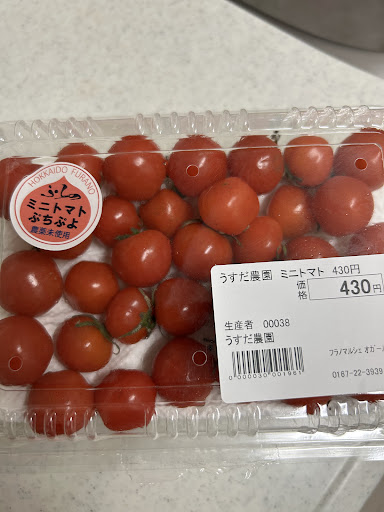 HOKKAIDO FURANO
ふらの
ミニトマト
ぷちぷよ
農薬未使用
うすだ農園 ミニトマト 430円
価格 430円
生産者 00038
うすだ農園
0 000030 001961
フラノマルシェ オガール
0167-22-3939